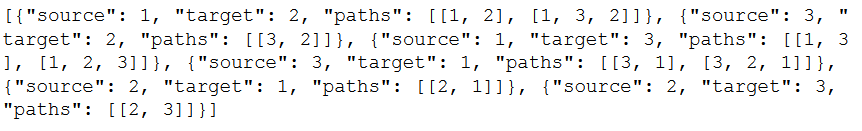 [{"source": 1, "target": 2, "paths": [[1, 2], [1, 3, 2]]}, {"source": 3, "
target": 2, "paths": [[3, 2]]}, {"source": 1, "target": 3, "paths": [[1, 3
], [1, 2, 3]]}, {"source": 3, "target": 1, "paths": [[3, 1], [3, 2, 1]]},
{"source": 2, "target": 1, "paths": [[2, 1]]}, {"source": 2, "target": 3,
"paths": [[2, 3]]}]